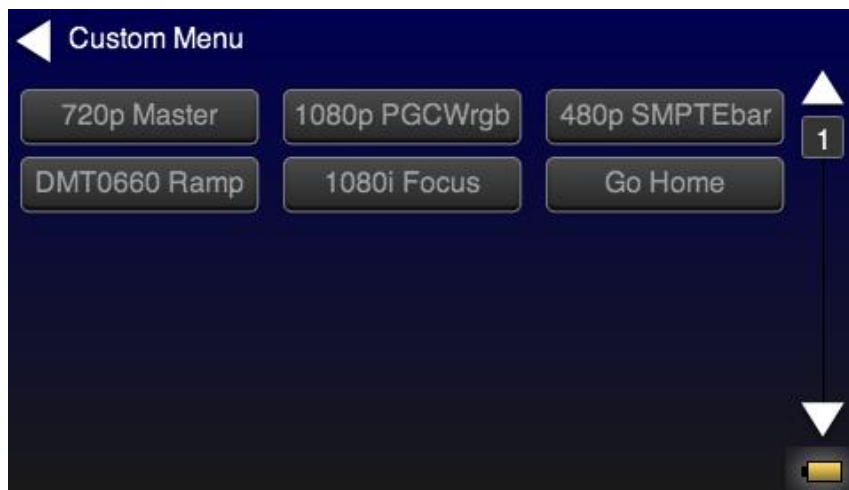 Custom Menu
720p Master 1080p PGCWrgb 480p SMPTEbar
1
DMT0660 Ramp 1080i Focus Go Home